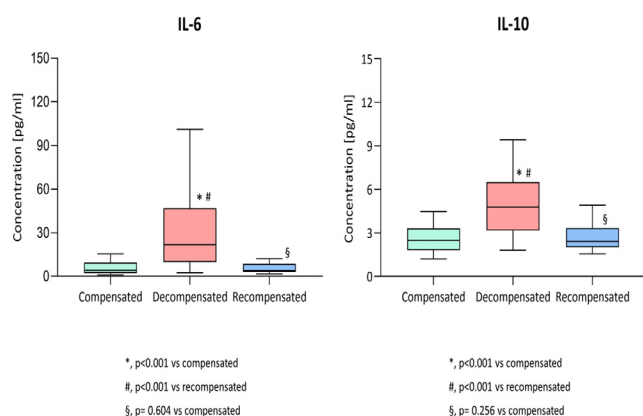 IL-6
Concentration [pg/ml]
150
120
90
60
30
0
* #
§
Compensated Decompensated Recompensated
*, p<0.001 vs compensated
#, p<0.001 vs recompensated
§, p= 0.604 vs compensated
IL-10
Concentration [pg/ml]
15
12
9
6
3
0
* #
§
Compensated Decompensated Recompensated
*, p<0.001 vs compensated
#, p<0.001 vs recompensated
§, p= 0.256 vs compensated